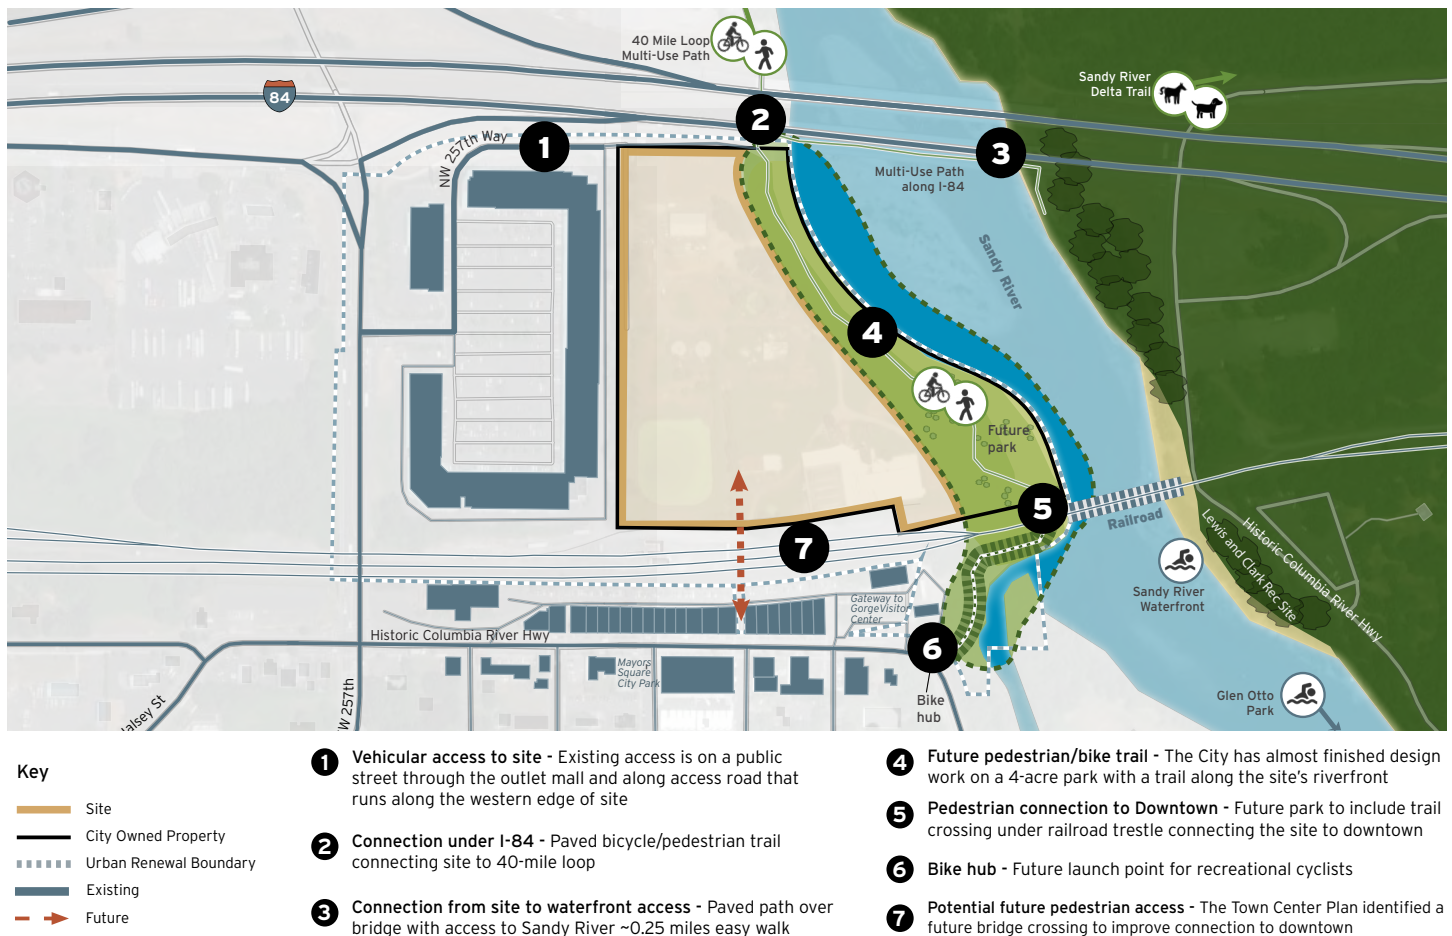 40 Mile Loop
Multi-Use Path
84
NW 257th Way
1
2
3
Sandy River
Delta Trail
Multi-Use Path
along I-84
Sandy River
4
Future
park
5
Railroad
7
Historic Columbia River Hwy
Lewis and Clark Rec Site
Sandy River
Waterfront
Gateway to
GorgeVisitor
Center
Historic Columbia River Hwy
Mayors
Square
City Park
6
Bike
hub
Glen Otto
Park
Halsey St
NW 257th
Key
Site
City Owned Property
Urban Renewal Boundary
Existing
Future
1 Vehicular access to site - Existing access is on a public
street through the outlet mall and along access road that
runs along the western edge of site
2 Connection under I-84 - Paved bicycle/pedestrian trail
connecting site to 40-mile loop
3 Connection from site to waterfront access - Paved path over
bridge with access to Sandy River ~0.25 miles easy walk
4 Future pedestrian/bike trail - The City has almost finished design
work on a 4-acre park with a trail along the site's riverfront
5 Pedestrian connection to Downtown - Future park to include trail
crossing under railroad trestle connecting the site to downtown
6 Bike hub - Future launch point for recreational cyclists
7 Potential future pedestrian access - The Town Center Plan identified a
future bridge crossing to improve connection to downtown